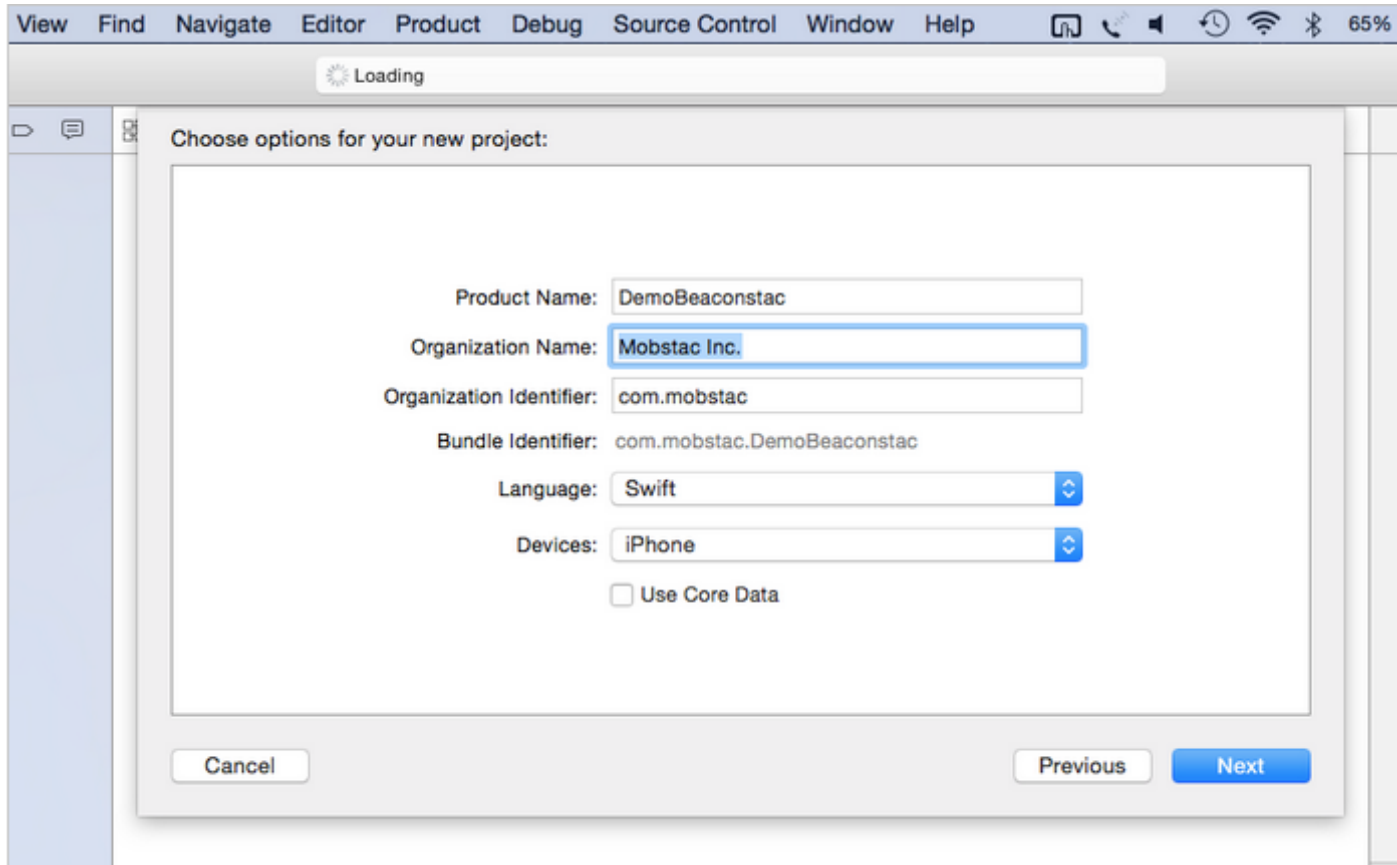 View Find Navigate Editor Product Debug Source Control Window Help 65%
Loading
Choose options for your new project:
Product Name: DemoBeaconstac
Organization Name: Mobstac Inc.
Organization Identifier: com.mobstac
Bundle Identifier: com.mobstac.DemoBeaconstac
Language: Swift
Devices: iPhone
Use Core Data
Cancel Previous Next